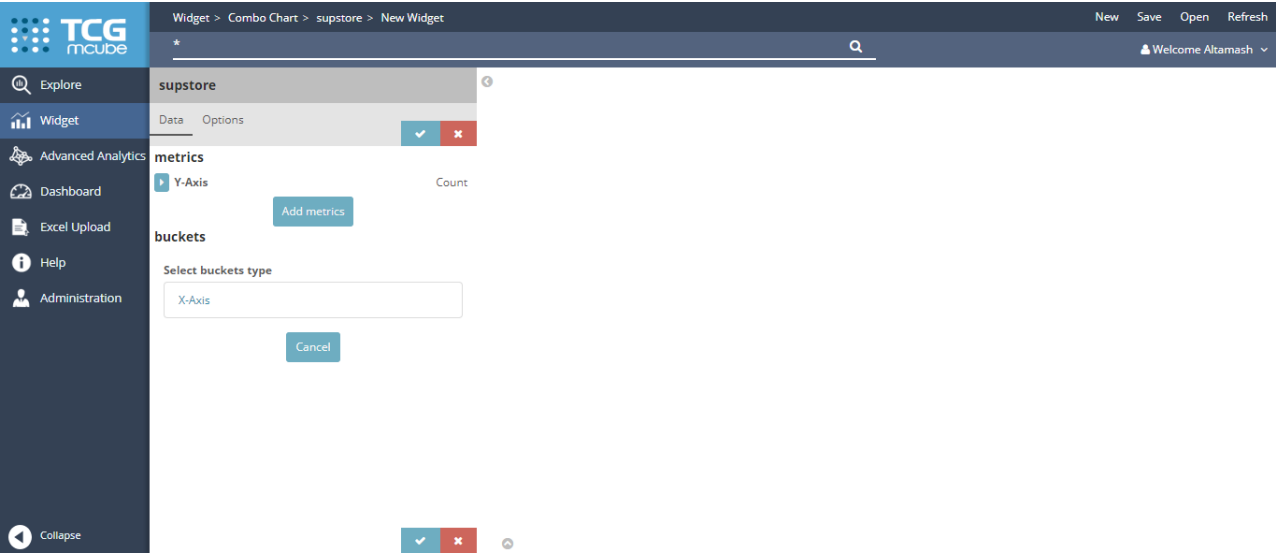 TCG
mcube
Widget > Combo Chart > supstore > New Widget
New Save Open Refresh
*
Welcome Altamash
Explore
Widget
Advanced Analytics
Dashboard
Excel Upload
Help
Administration
Collapse
supstore
Data Options
metrics
Y-Axis Count
Add metrics
buckets
Select buckets type
X-Axis
Cancel